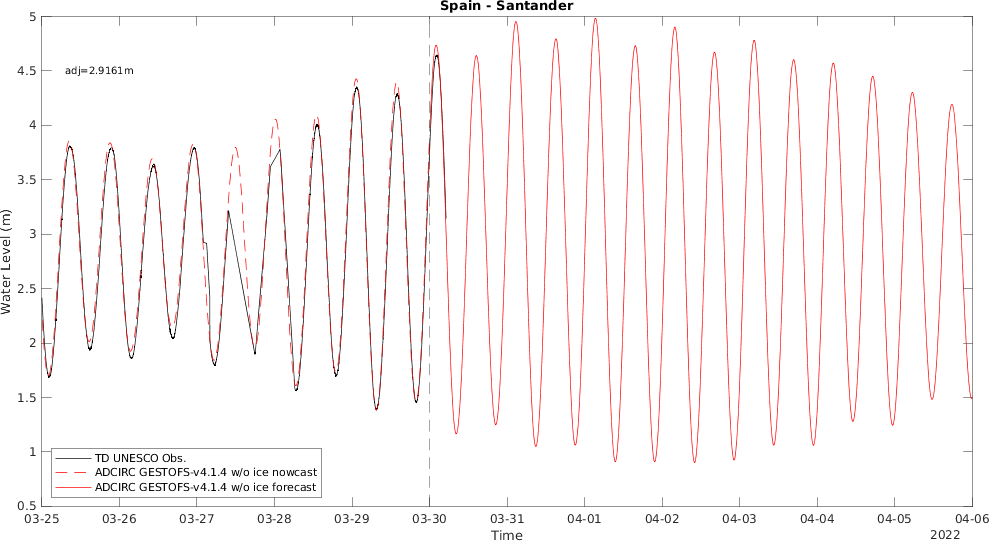 Spain - Santander
adj=2.9161m
Water Level (m)
5
4.5
4
3.5
3
2.5
2
1.5
1
0.5
TD UNESCO Obs.
ADCIRC GESTOFS-v4.1.4 w/o ice nowcast
ADCIRC GESTOFS-v4.1.4 w/o ice forecast
03-25 03-26 03-27 03-28 03-29 03-30 03-31 04-01 04-02 04-03 04-04 04-05 04-06
Time
2022